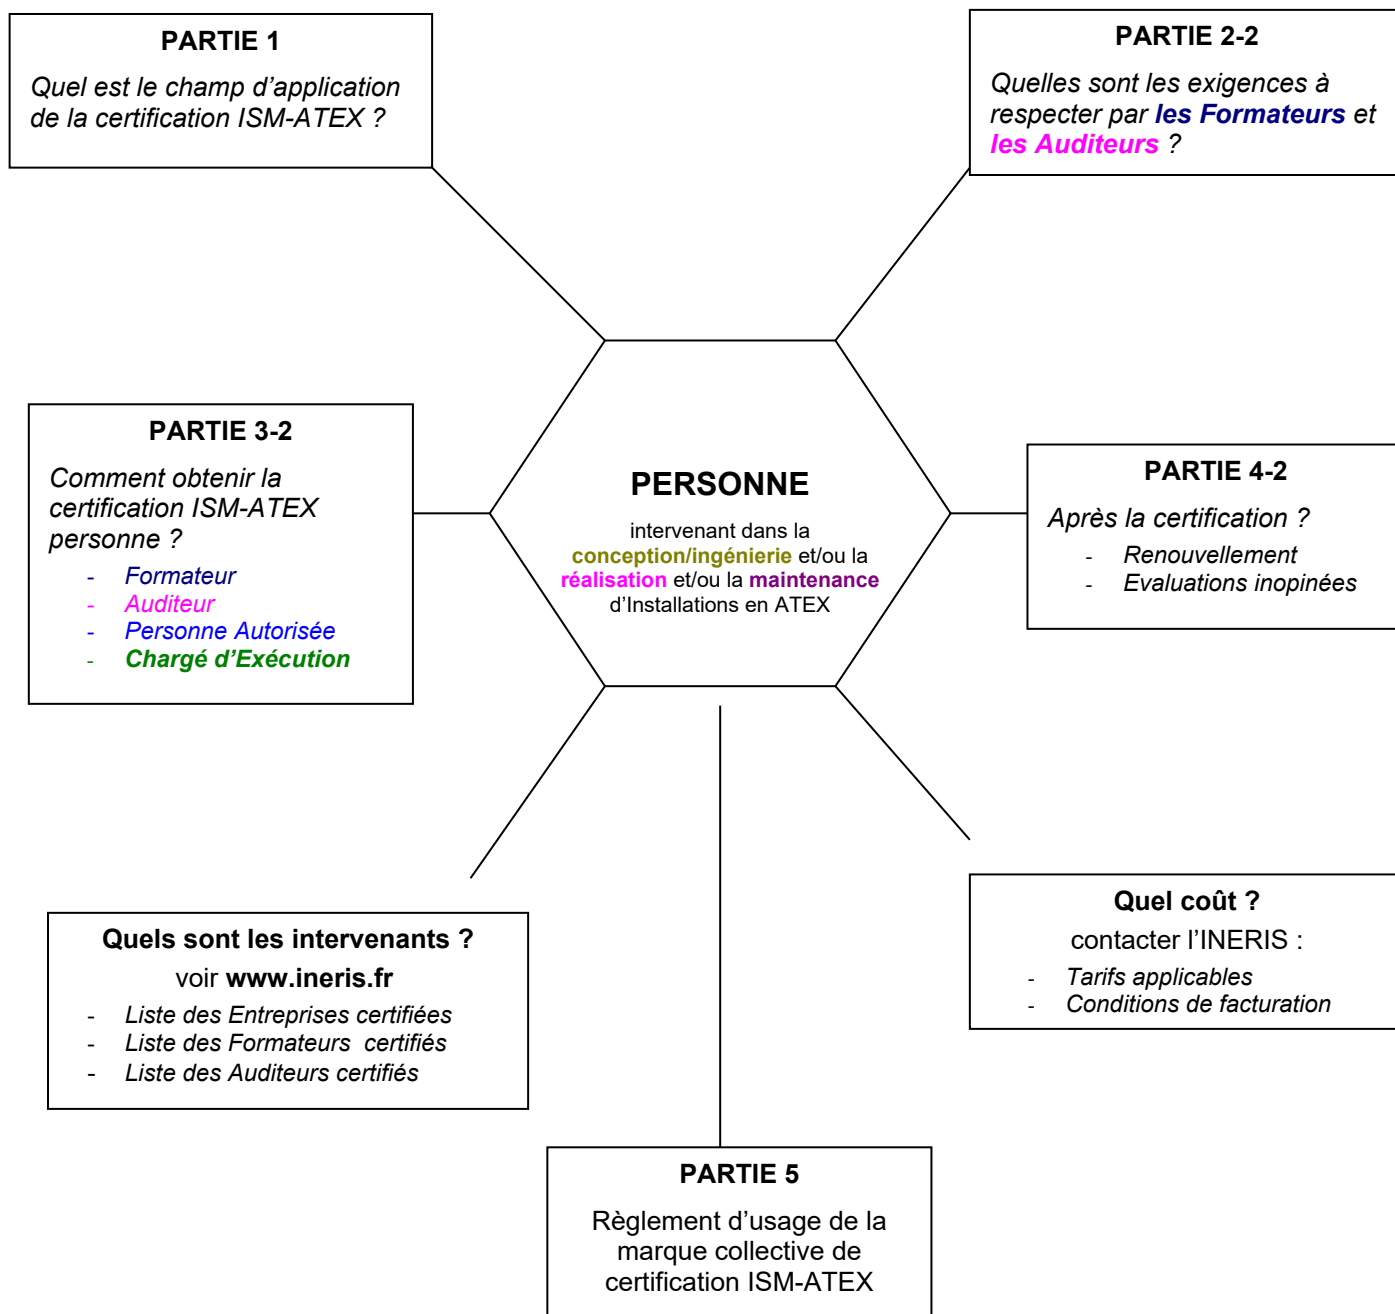 PARTIE 1
Quel est le champ d’application
de la certification ISM-ATEX ?
PARTIE 2-2
Quelles sont les exigences à
respecter par les Formateurs et
les Auditeurs ?
PARTIE 3-2
Comment obtenir la
certification ISM-ATEX
personne ?
- Formateur
- Auditeur
- Personne Autorisée
- Chargé d’Exécution
PERSONNE
intervenant dans la
conception/ingénierie et/ou la
réalisation et/ou la maintenance
d’Installations en ATEX
PARTIE 4-2
Après la certification ?
- Renouvellement
- Evaluations inopinées
Quels sont les intervenants ?
voir www.ineris.fr
- Liste des Entreprises certifiées
- Liste des Formateurs certifiés
- Liste des Auditeurs certifiés
Quel coût ?
contacter l’INERIS :
- Tarifs applicables
- Conditions de facturation
PARTIE 5
Règlement d’usage de la
marque collective de
certification ISM-ATEX